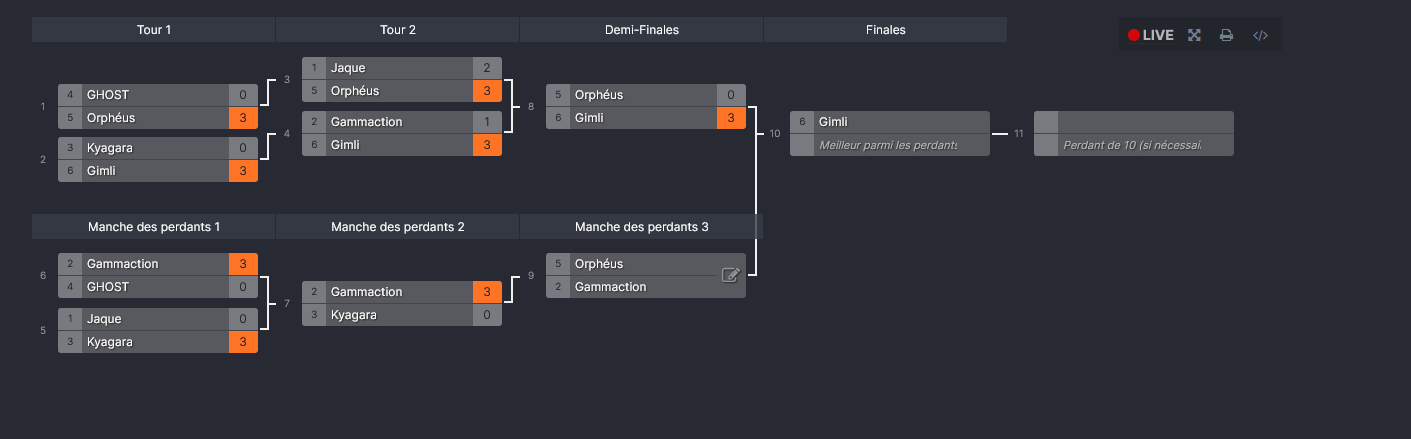 Tour 1
Tour 2
Demi-Finales
Finales
LIVE
1
4 GHOST 0
5 Orphéus 3
2
3 Kyagara 0
6 Gimli 3
3
1 Jaque 2
5 Orphéus 3
4
2 Gammaction 1
6 Gimli 3
8
5 Orphéus 0
6 Gimli 3
10
6 Gimli
Meilleur parmi les perdants
11
Perdant de 10 (si nécessai
Manche des perdants 1
Manche des perdants 2
Manche des perdants 3
6
2 Gammaction 3
4 GHOST 0
5
1 Jaque 0
3 Kyagara 3
7
2 Gammaction 3
3 Kyagara 0
9
5 Orphéus
2 Gammaction